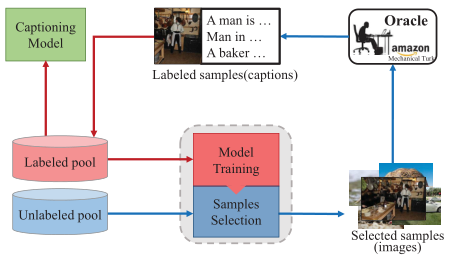 Captioning
Model
A man is ...
Man in ...
A baker ...
Labeled samples(captions)
Oracle
amazon
Mechanical Turk
Labeled pool
Unlabeled pool
Model
Training
Samples
Selection
Selected samples
(images)